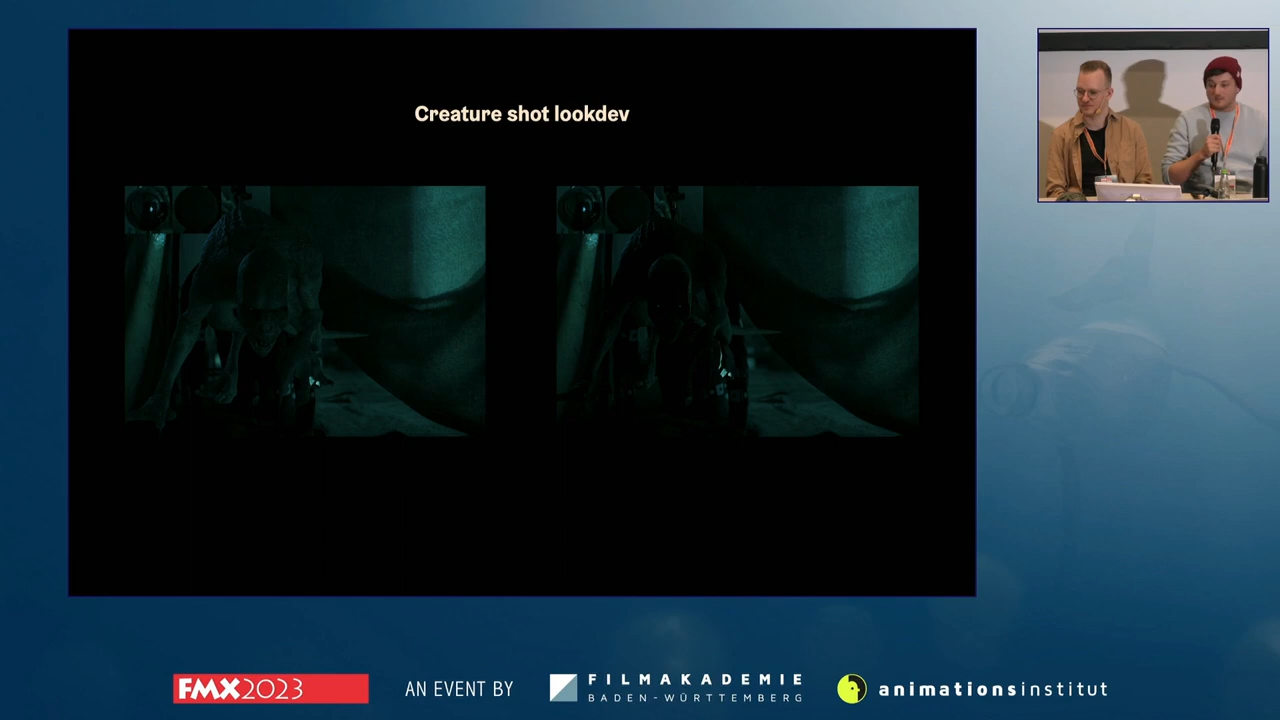 Creature shot lookdev
FMX2023
AN EVENT BY
FILMAKADEMIE
BADEN-WÜRTTEMBERG
animationsinstitut